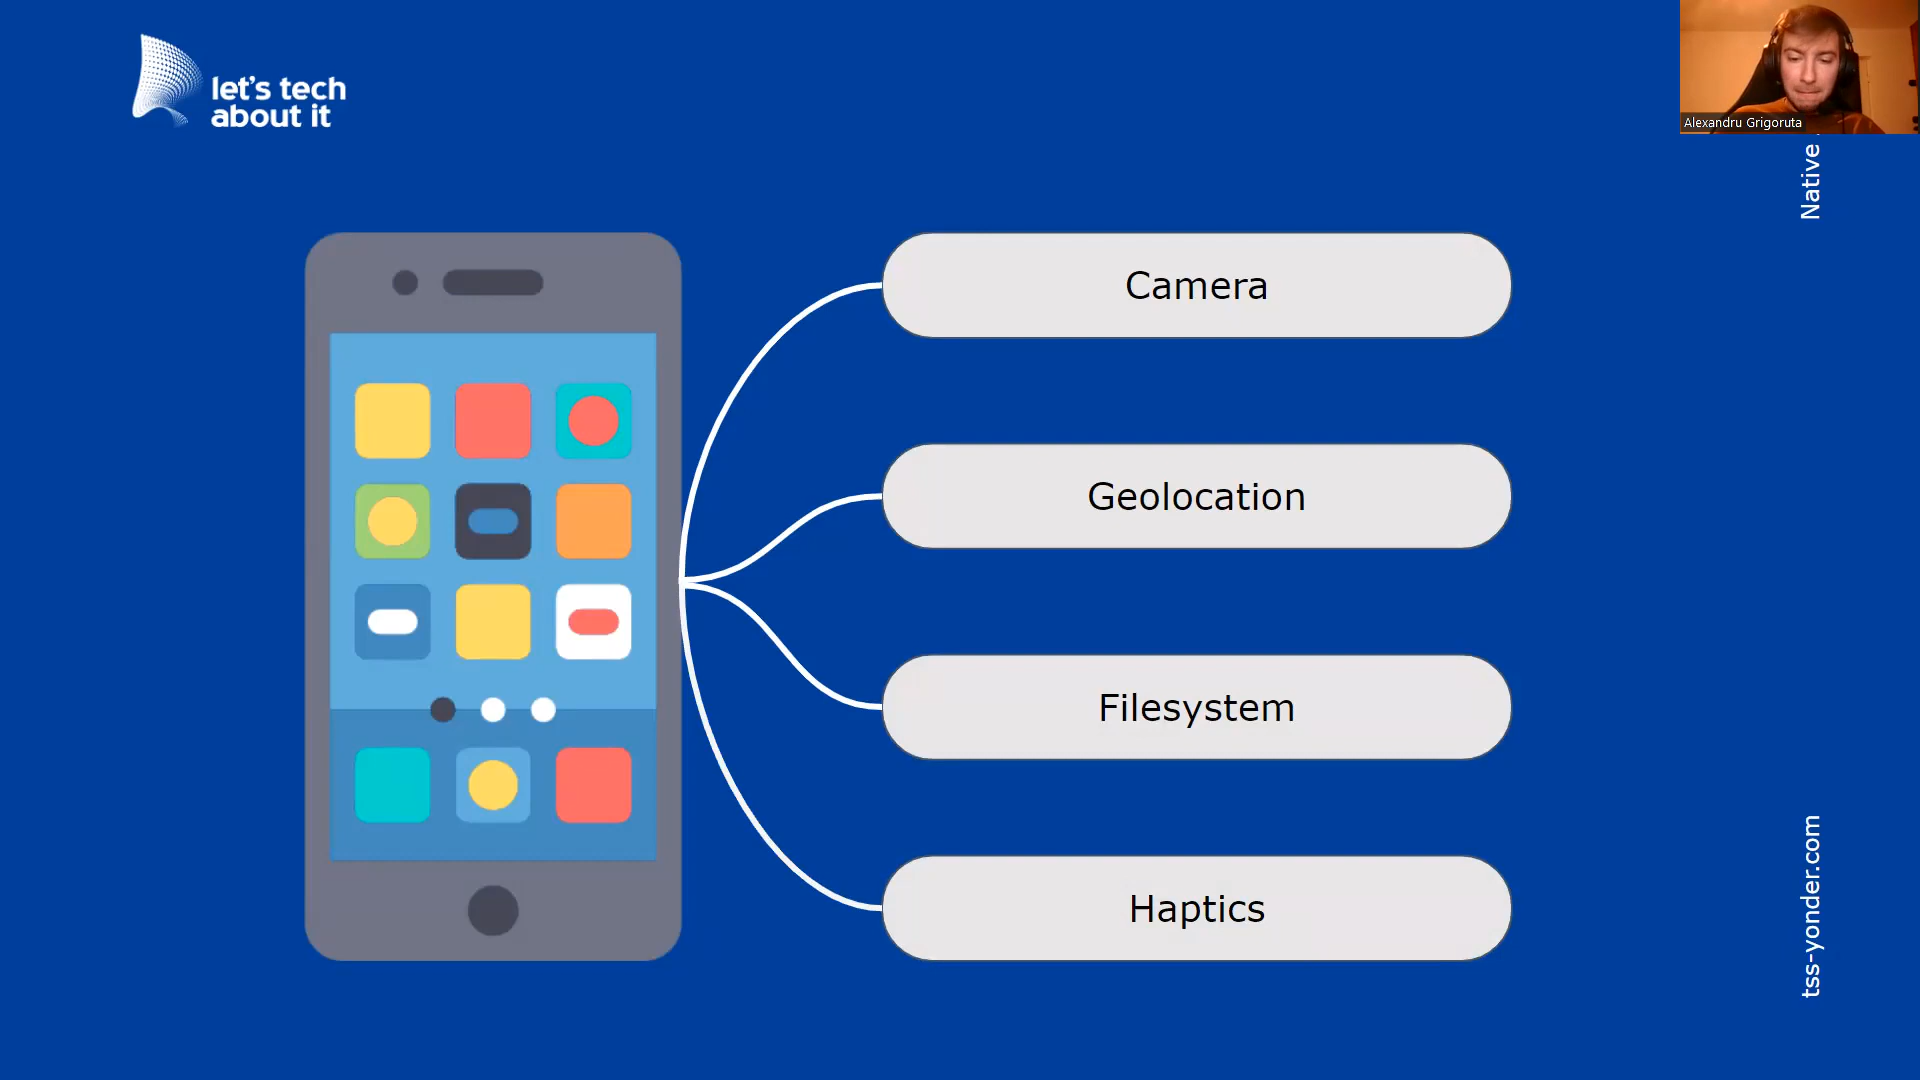 let's tech
about it
Alexandru Grigoruta
Native
Camera
Geolocation
Filesystem
Haptics
tss-yonder.com